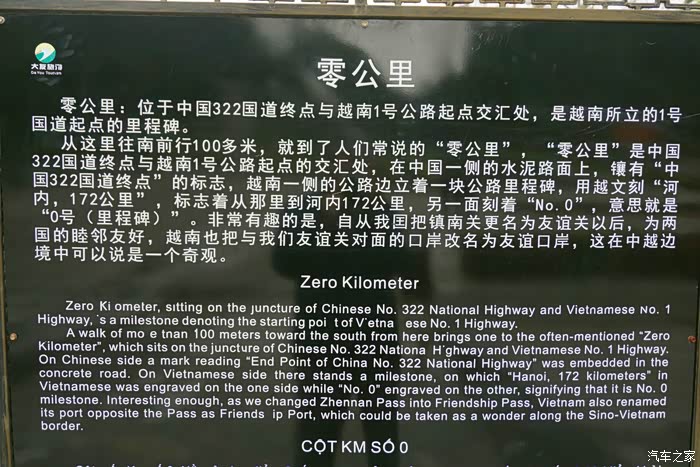 大友旅游
DaYou Tourism
零公里
零公里：位于中国322国道终点与越南1号公路起点交汇处，是越南所立的1号
国道起点的里程碑。
从这里往南前行100多米，就到了人们常说的“零公里”，“零公里”是中国
322国道终点与越南1号公路起点的交汇处，在中国一侧的水泥路面上，镶有“中
国322国道终点”的标志，越南一侧的公路边立着一块公路里程碑，用越文刻“河
内，172公里”，标志着从那里到河内172公里，另一面刻着“No.0”，意思就是
“0号（里程碑）”。非常有趣的是，自从我国把镇南关更名为友谊关以后，为两
国的睦邻友好，越南也把与我们友谊关对面的口岸改名为友谊口岸，这在中越边
境中可以说是一个奇观。
Zero Kilometer
Zero Ki ometer, sitting on the juncture of Chinese No. 322 National Highway and Vietnamese No. 1
Highway, is a milestone denoting the starting poi t of V etna ese No. 1 Highway.
A walk of mo e than 100 meters toward the south from here brings one to the often-mentioned "Zero
Kilometer", which sits on the juncture of Chinese No. 322 Nationa H ghway and Vietnamese No. 1 Highway.
On Chinese side a mark reading "End Point of China No. 322 National Highway" was embedded in the
concrete road. On Vietnamese side there stands a milestone, on which "Hanoi, 172 kilometers" in
Vietnamese was engraved on the one side while "No. 0" engraved on the other, signifying that it is No. 0
milestone. Interesting enough, as we changed Zhennan Pass into Friendship Pass, Vietnam also renamed
its port opposite the Pass as Friends ip Port, which could be taken as a wonder along the Sino-Vietnam
border.
CỘT KM SỐ 0
汽车之家